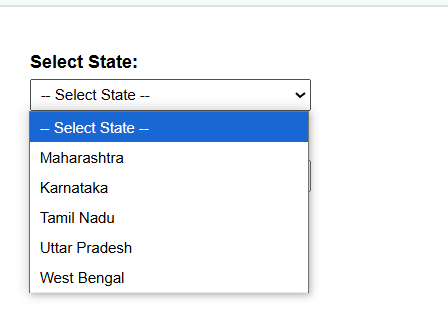 Select State:
-- Select State --
-- Select State --
Maharashtra
Karnataka
Tamil Nadu
Uttar Pradesh
West Bengal